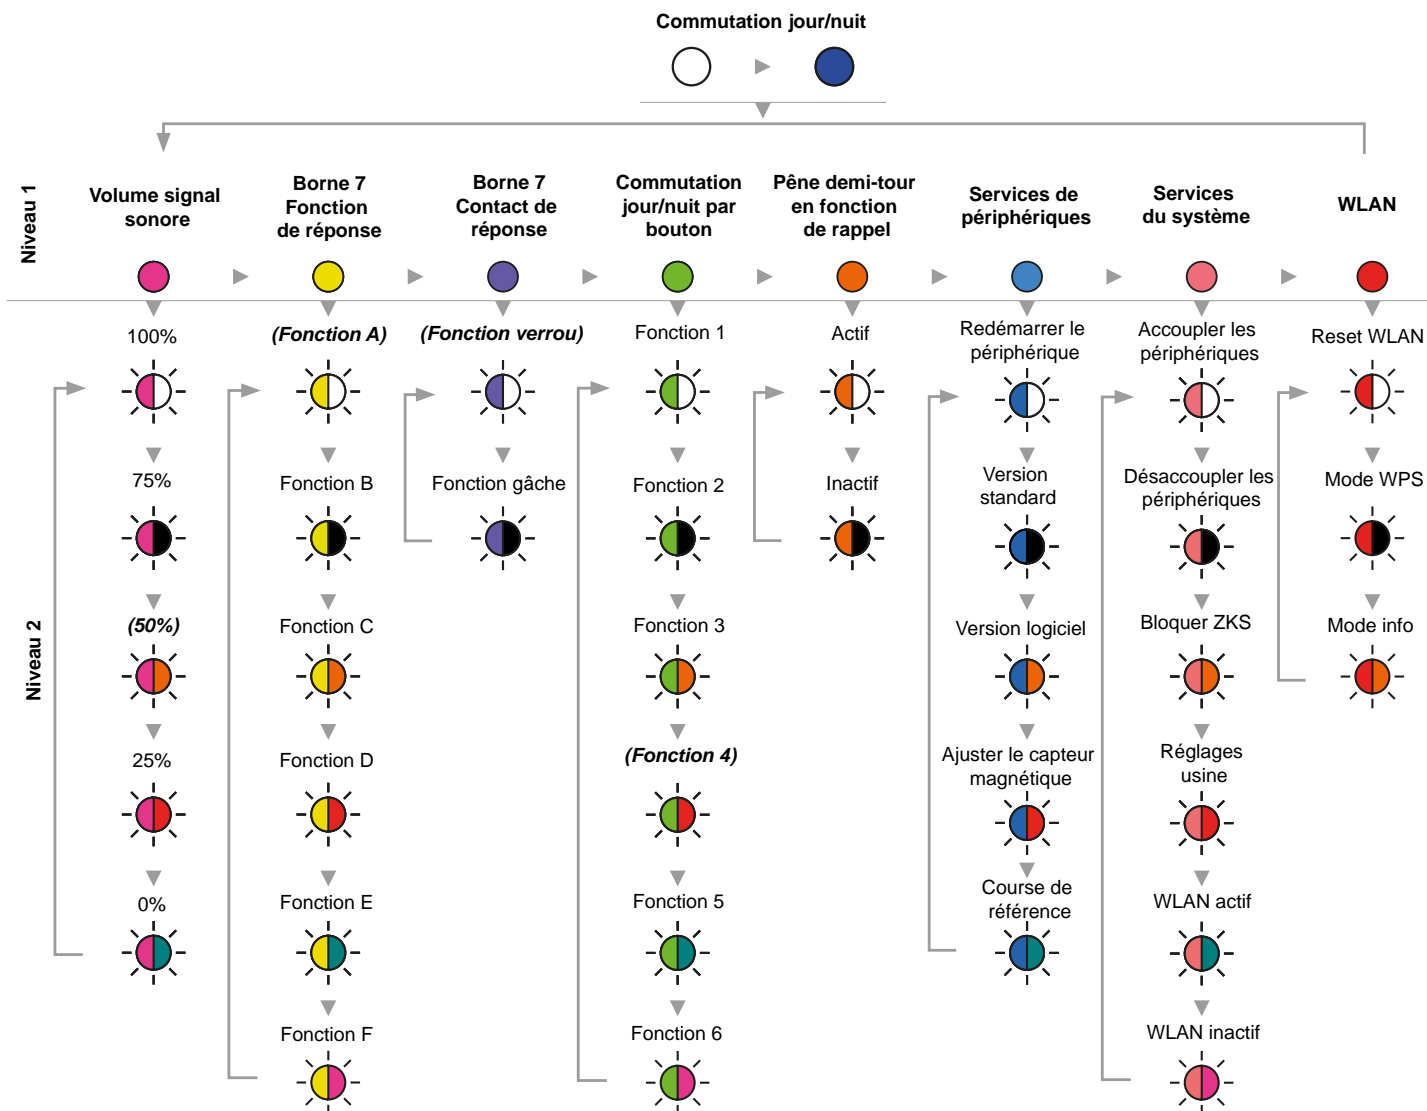 Commutation jour/nuit
Niveau 1
Volume signal
sonore
Borne 7
Fonction
de réponse
Borne 7
Contact de
réponse
Commutation
jour/nuit par
bouton
Pêne demi-tour
en fonction
de rappel
Services de
périphériques
Services
du système
WLAN
Niveau 2
100%
75%
(50%)
25%
0%
(Fonction A)
Fonction B
Fonction C
Fonction D
Fonction E
Fonction F
(Fonction verrou)
Fonction gâche
Fonction 1
Fonction 2
Fonction 3
(Fonction 4)
Fonction 5
Fonction 6
Actif
Inactif
Redémarrer le
périphérique
Version
standard
Version logiciel
Ajuster le capteur
magnétique
Course de
référence
Accoupler les
périphériques
Désaccoupler les
périphériques
Bloquer ZKS
Réglages
usine
WLAN actif
WLAN inactif
Reset WLAN
Mode WPS
Mode info